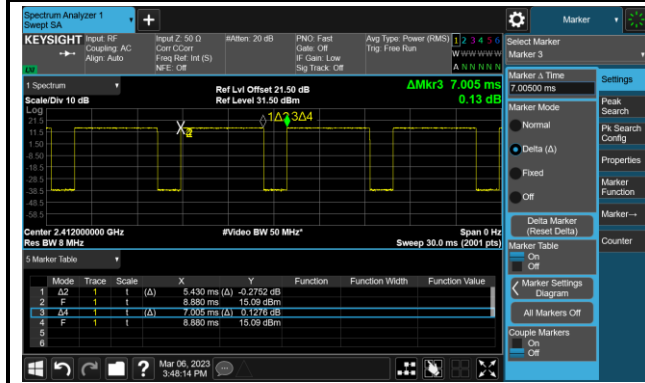 Spectrum Analyzer 1
Swept SA
KEYSIGHT
Input: RF
Coupling: AC
Align: Auto
Input Z: 50 Ω
Corr CCorr
Freq Ref: Int (S)
NFE: Off
#Atten: 20 dB
PNO: Fast
Gate: Off
IF Gain: Low
Sig Track: Off
Avg Type: Power (RMS)
Trig: Free Run
1 2 3 4 5 6
W W W W W W
A N N N N N
1 Spectrum
Scale/Div 10 dB
Ref Lvl Offset 21.50 dB
Ref Level 31.50 dBm
ΔMkr3 7.005 ms
0.13 dB
Log
21.5
11.5
1.50
-8.50
-18.5
-28.5
-38.5
-48.5
-58.5
Center 2.412000000 GHz
Res BW 8 MHz
#Video BW 50 MHz*
Span 0 Hz
Sweep 30.0 ms (2001 pts)
5 Marker Table
Mode Trace Scale X Y Function Function Width Function Value
1 Δ2 1 t (Δ) 5.430 ms (Δ) -0.2752 dB
2 F 1 t 8.880 ms 15.09 dBm
3 Δ4 1 t (Δ) 7.005 ms (Δ) 0.1276 dB
4 F 1 t 8.880 ms 15.09 dBm
5
6
Mar 06, 2023
3:48:14 PM
Marker
Select Marker
Marker 3
Marker Δ Time
7.00500 ms
Marker Mode
Normal
Delta (Δ)
Fixed
Off
Delta Marker
(Reset Delta)
Marker Table
On
Off
Marker Settings
Diagram
All Markers Off
Couple Markers
On
Off
Settings
Peak
Search
Pk Search
Config
Properties
Marker
Function
Marker→
Counter